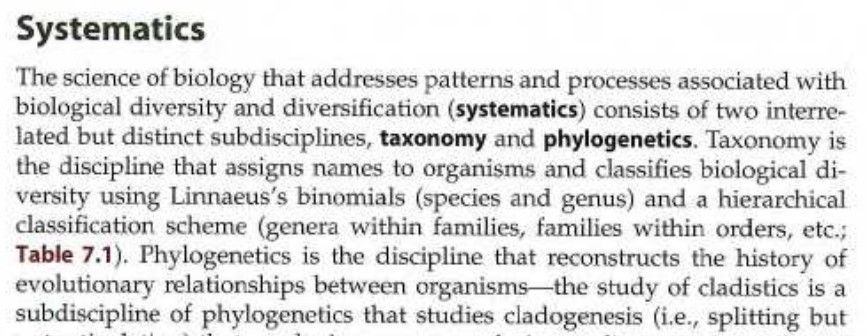 Systematics
The science of biology that addresses patterns and processes associated with
biological diversity and diversification (systematics) consists of two interre-
lated but distinct subdisciplines, taxonomy and phylogenetics. Taxonomy is
the discipline that assigns names to organisms and classifies biological di-
versity using Linnaeus's binomials (species and genus) and a hierarchical
classification scheme (genera within families, families within orders, etc.;
Table 7.1). Phylogenetics is the discipline that reconstructs the history of
evolutionary relationships between organisms—the study of cladistics is a
subdiscipline of phylogenetics that studies cladogenesis (i.e., splitting but